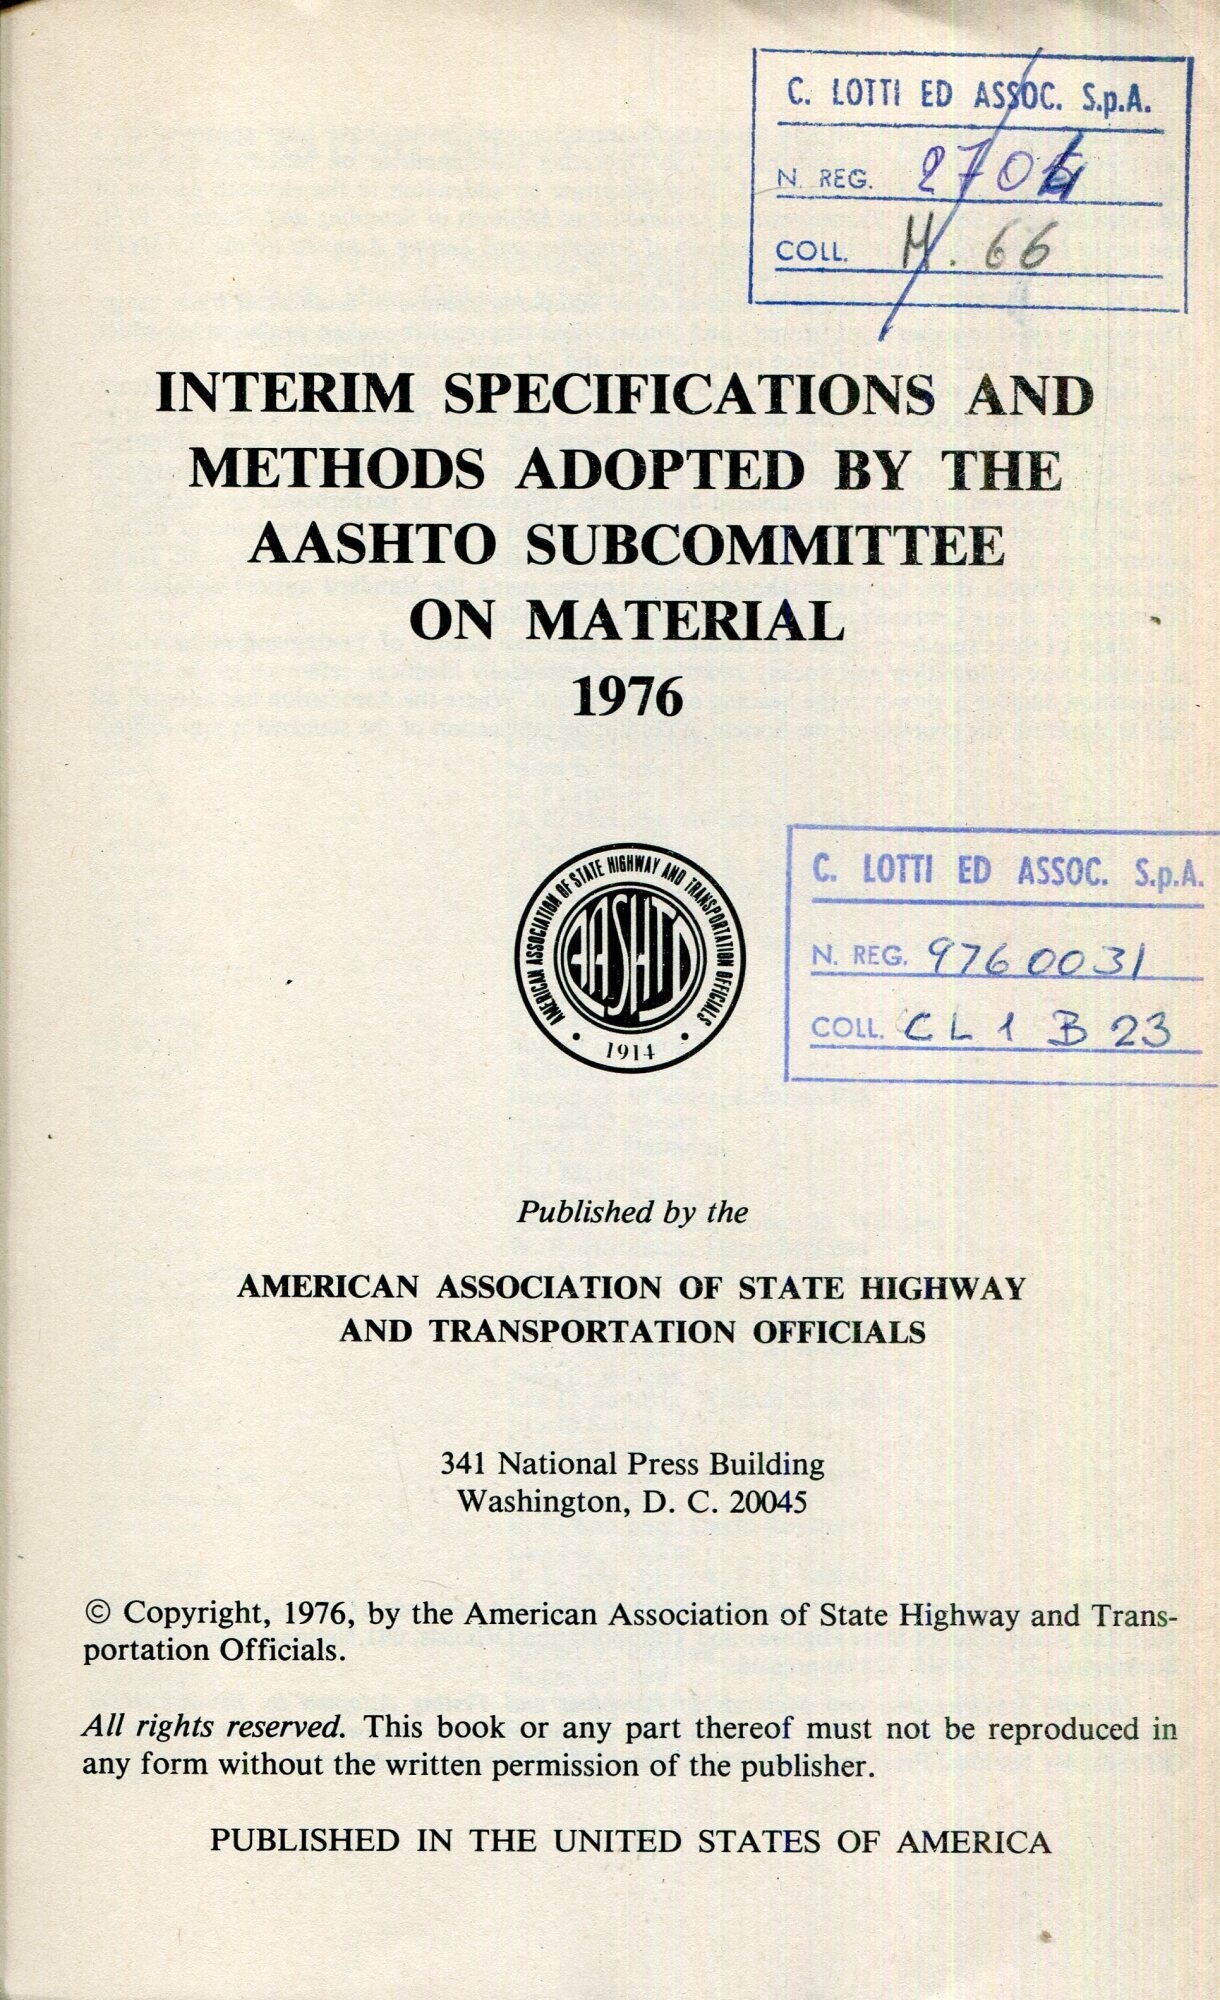 C. LOTTI ED ASSOC. S.p.A.
N. REG.
COLL. M. 66
INTERIM SPECIFICATIONS AND
METHODS ADOPTED BY THE
AASHTO SUBCOMMITTEE
ON MATERIAL
1976
AMERICAN ASSOCIATION OF STATE HIGHWAY AND TRANSPORTATION OFFICIALS
AASHTO
• 1914 •
C. LOTTI ED ASSOC. S.p.A.
N. REG. 9760031
COLL. CL 1 B 23
Published by the
AMERICAN ASSOCIATION OF STATE HIGHWAY
AND TRANSPORTATION OFFICIALS
341 National Press Building
Washington, D. C. 20045
© Copyright, 1976, by the American Association of State Highway and Trans-
portation Officials.
All rights reserved. This book or any part thereof must not be reproduced in
any form without the written permission of the publisher.
PUBLISHED IN THE UNITED STATES OF AMERICA